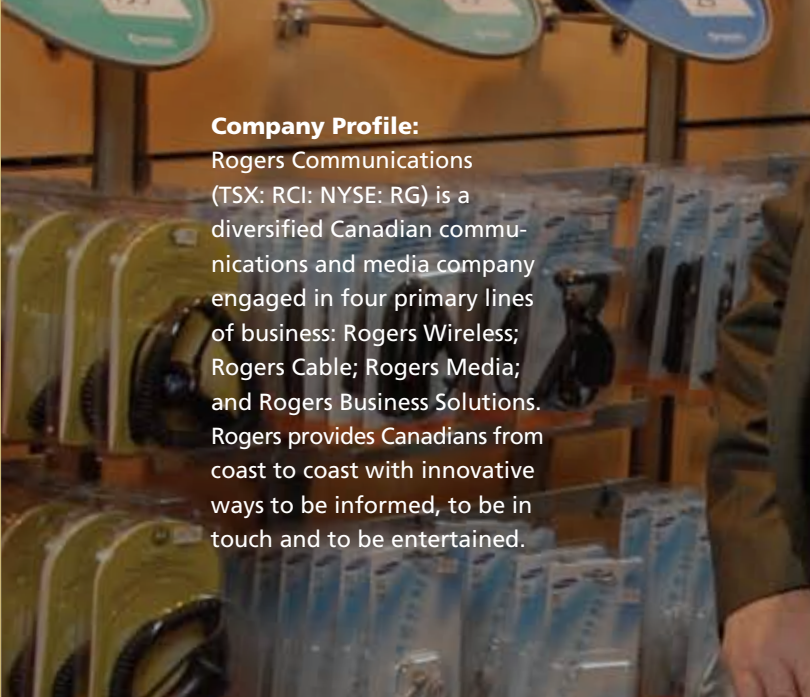 Company Profile:
Rogers Communications
(TSX: RCI: NYSE: RG) is a
diversified Canadian commu-
nications and media company
engaged in four primary lines
of business: Rogers Wireless;
Rogers Cable; Rogers Media;
and Rogers Business Solutions.
Rogers provides Canadians from
coast to coast with innovative
ways to be informed, to be in
touch and to be entertained.